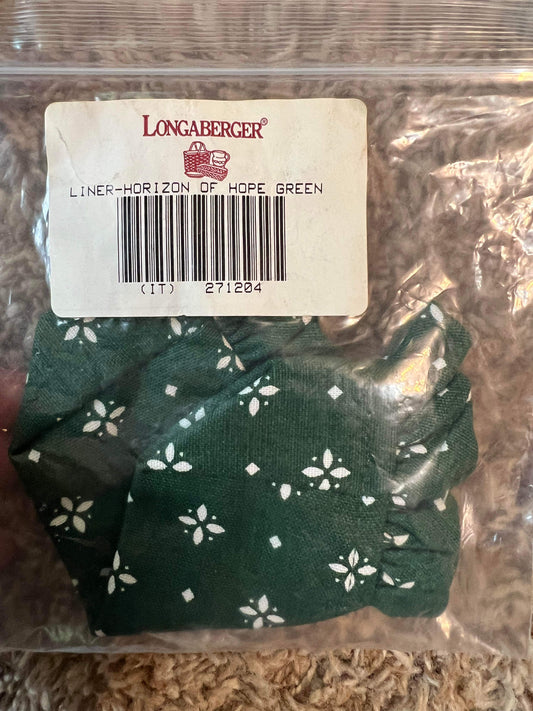 LONGABERGER®
LINER-HORIZON OF HOPE GREEN
(IT) 271204